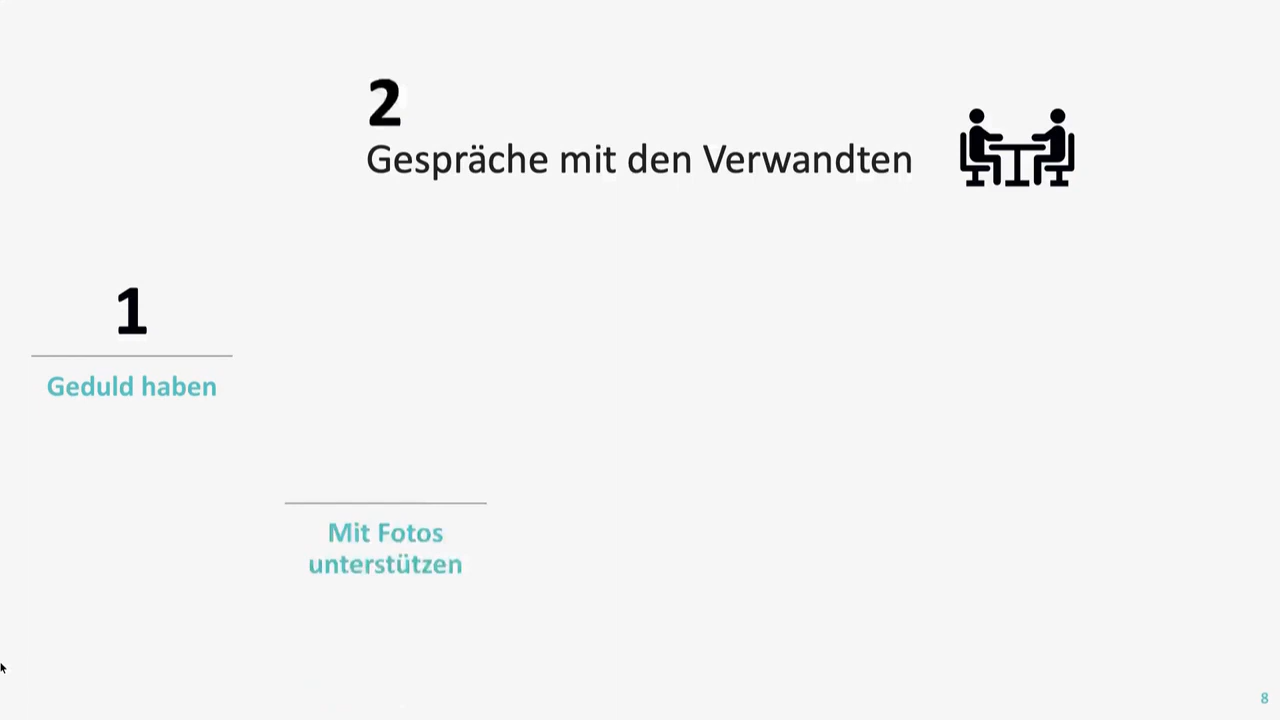 2
Gespräche mit den Verwandten
1
Geduld haben
Mit Fotos
unterstützen
8